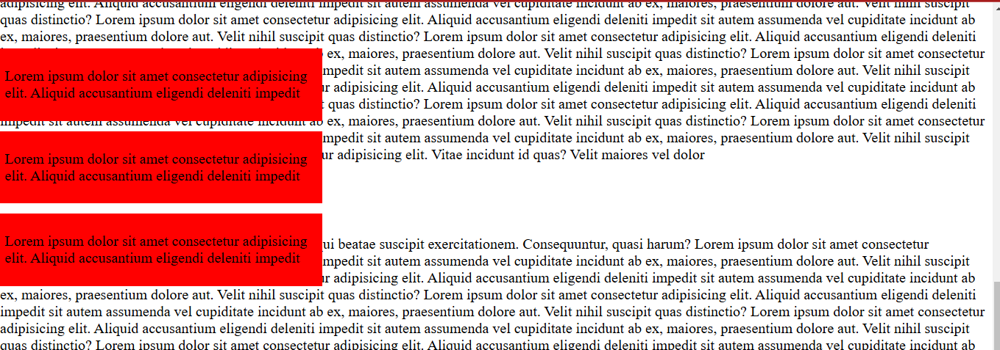 adipisicing elit. Aliquid accusantium eligendi deleniti impedit sit autem assumenda vel cupiditate incidunt ab ex, maiores, praesentium dolore aut. Velit nihil suscipit
quas distinctio? Lorem ipsum dolor sit amet consectetur adipisicing elit. Aliquid accusantium eligendi deleniti impedit sit autem assumenda vel cupiditate incidunt ab
ex, maiores, praesentium dolore aut. Velit nihil suscipit quas distinctio? Lorem ipsum dolor sit amet consectetur adipisicing elit. Aliquid accusantium eligendi deleniti
ex, maiores, praesentium dolore aut. Velit nihil suscipit quas distinctio? Lorem ipsum dolor sit amet consectetur
Lorem ipsum dolor sit amet consectetur adipisicing
sit autem assumenda vel cupiditate incidunt ab ex, maiores, praesentium dolore aut. Velit nihil suscipit
elit. Aliquid accusantium eligendi deleniti impedit
adipisicing elit. Aliquid accusantium eligendi deleniti impedit sit autem assumenda vel cupiditate incidunt ab
quas distinctio? Lorem ipsum dolor sit amet consectetur adipisicing elit. Aliquid accusantium eligendi deleniti
impedit sit autem assumenda vel cupiditate incidunt ab ex, maiores, praesentium dolore aut. Velit nihil suscipit quas distinctio? Lorem ipsum dolor sit amet consectetur
sit autem assumenda vel cupiditate incidunt ab ex, maiores, praesentium dolore aut. Velit nihil suscipit
Lorem ipsum dolor sit amet consectetur adipisicing
adipisicing elit. Vitae incidunt id quas? Velit maiores vel dolor
elit. Aliquid accusantium eligendi deleniti impedit
Lorem ipsum dolor sit amet consectetur adipisicing
beatae suscipit exercitationem. Consequuntur, quasi harum? Lorem ipsum dolor sit amet consectetur
elit. Aliquid accusantium eligendi deleniti impedit
sit autem assumenda vel cupiditate incidunt ab ex, maiores, praesentium dolore aut. Velit nihil suscipit
adipisicing elit. Aliquid accusantium eligendi deleniti impedit sit autem assumenda vel cupiditate incidunt ab
ex, maiores, praesentium dolore aut. Velit nihil suscipit quas distinctio? Lorem ipsum dolor sit amet consectetur adipisicing elit. Aliquid accusantium eligendi deleniti
impedit sit autem assumenda vel cupiditate incidunt ab ex, maiores, praesentium dolore aut. Velit nihil suscipit quas distinctio? Lorem ipsum dolor sit amet consectetur
adipisicing elit. Aliquid accusantium eligendi deleniti impedit sit autem assumenda vel cupiditate incidunt ab ex, maiores, praesentium dolore aut. Velit nihil suscipit
quas distinctio? Lorem ipsum dolor sit amet consectetur adipisicing elit. Aliquid accusantium eligendi deleniti impedit sit autem assumenda vel cupiditate incidunt ab